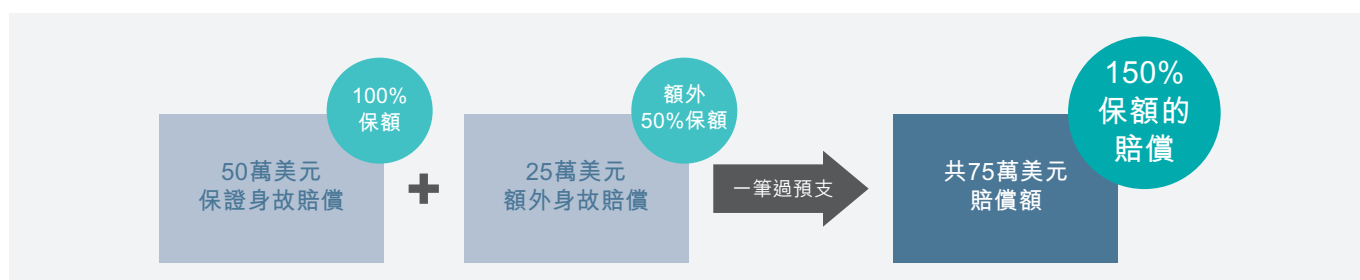 100%
保額
50萬美元
保證身故賠償
+
額外
50%保額
25萬美元
額外身故賠償
一筆過預支
150%
保額的
賠償
共75萬美元
賠償額